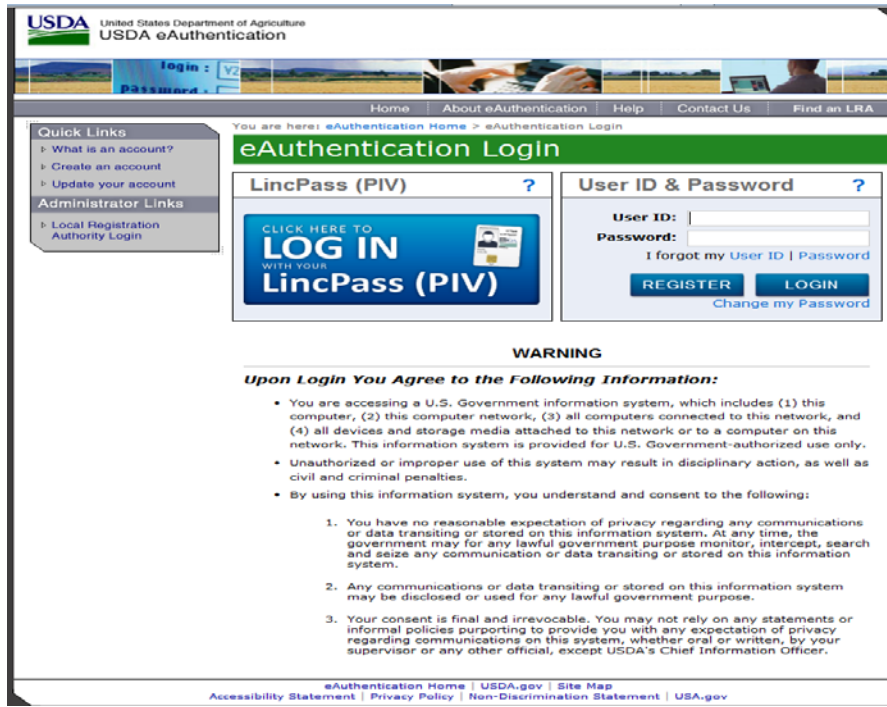 USDA United States Department of Agriculture
USDA eAuthentication
login :
Password :
Home About eAuthentication Help Contact Us Find an LRA
Quick Links
What is an account?
Create an account
Update your account
Administrator Links
Local Registration
Authority Login
You are here: eAuthentication Home > eAuthentication Login
eAuthentication Login
LincPass (PIV) ?
CLICK HERE TO
LOG IN
WITH YOUR
LincPass (PIV)
User ID & Password ?
User ID:
Password:
I forgot my User ID | Password
REGISTER LOGIN
Change my Password
WARNING
Upon Login You Agree to the Following Information:
• You are accessing a U.S. Government information system, which includes (1) this
computer, (2) this computer network, (3) all computers connected to this network, and
(4) all devices and storage media attached to this network or to a computer on this
network. This information system is provided for U.S. Government-authorized use only.
• Unauthorized or improper use of this system may result in disciplinary action, as well as
civil and criminal penalties.
• By using this information system, you understand and consent to the following:
1. You have no reasonable expectation of privacy regarding any communications
or data transiting or stored on this information system. At any time, the
government may for any lawful government purpose monitor, intercept, search
and seize any communication or data transiting or stored on this information
system.
2. Any communications or data transiting or stored on this information system
may be disclosed or used for any lawful government purpose.
3. Your consent is final and irrevocable. You may not rely on any statements or
informal policies purporting to provide you with any expectation of privacy
regarding communications on this system, whether oral or written, by your
supervisor or any other official, except USDA's Chief Information Officer.
eAuthentication Home | USDA.gov | Site Map
Accessibility Statement | Privacy Policy | Non-Discrimination Statement | USA.gov